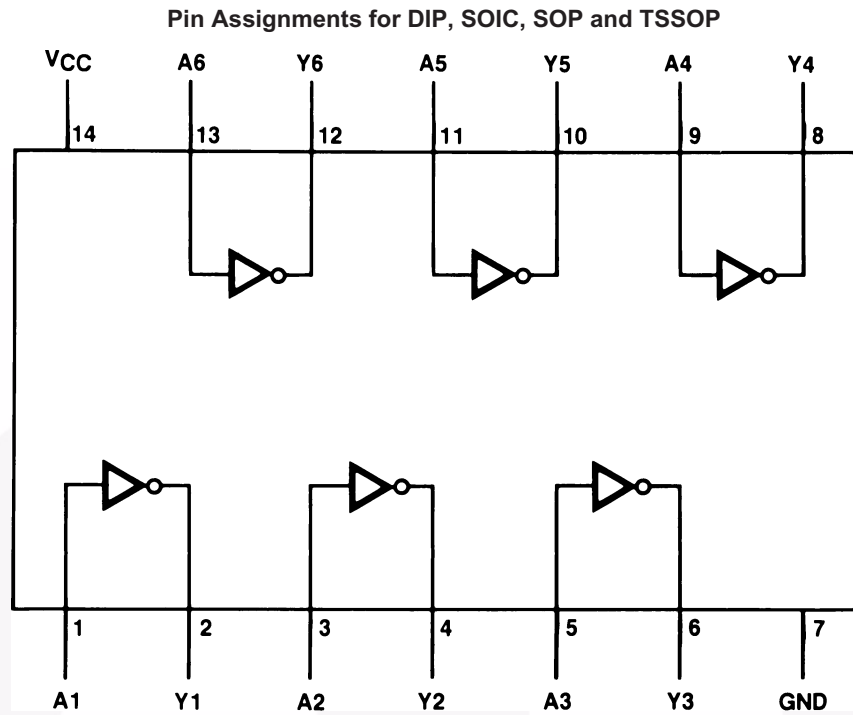 Pin Assignments for DIP, SOIC, SOP and TSSOP
VCC A6 Y6 A5 Y5 A4 Y4
14 13 12 11 10 9 8
1 2 3 4 5 6 7
A1 Y1 A2 Y2 A3 Y3 GND